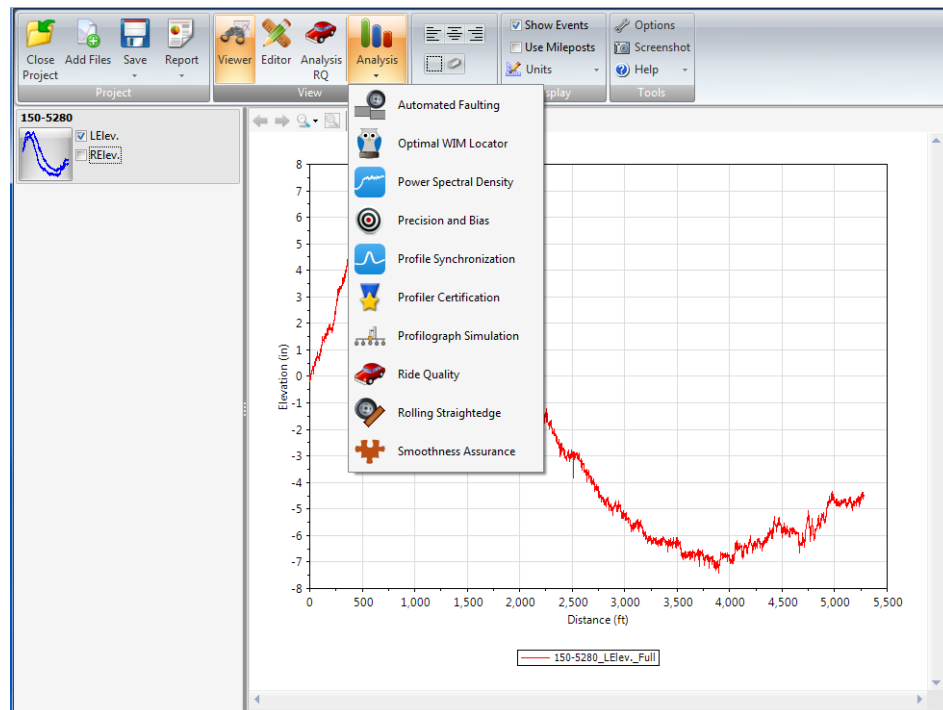 Close Project
Add Files
Save
Report
Project
Viewer
Editor
Analysis RQ
Analysis
View
Show Events
Use Mileposts
Units
splay
Options
Screenshot
Help
Tools
150-5280
LElev.
RElev.
Automated Faulting
Optimal WIM Locator
Power Spectral Density
Precision and Bias
Profile Synchronization
Profiler Certification
Profilograph Simulation
Ride Quality
Rolling Straightedge
Smoothness Assurance
Elevation (in)
8
7
6
5
4
3
2
1
0
-1
-2
-3
-4
-5
-6
-7
-8
0
500
1,000
1,500
2,000
2,500
3,000
3,500
4,000
4,500
5,000
5,500
Distance (ft)
150-5280_LElev._Full